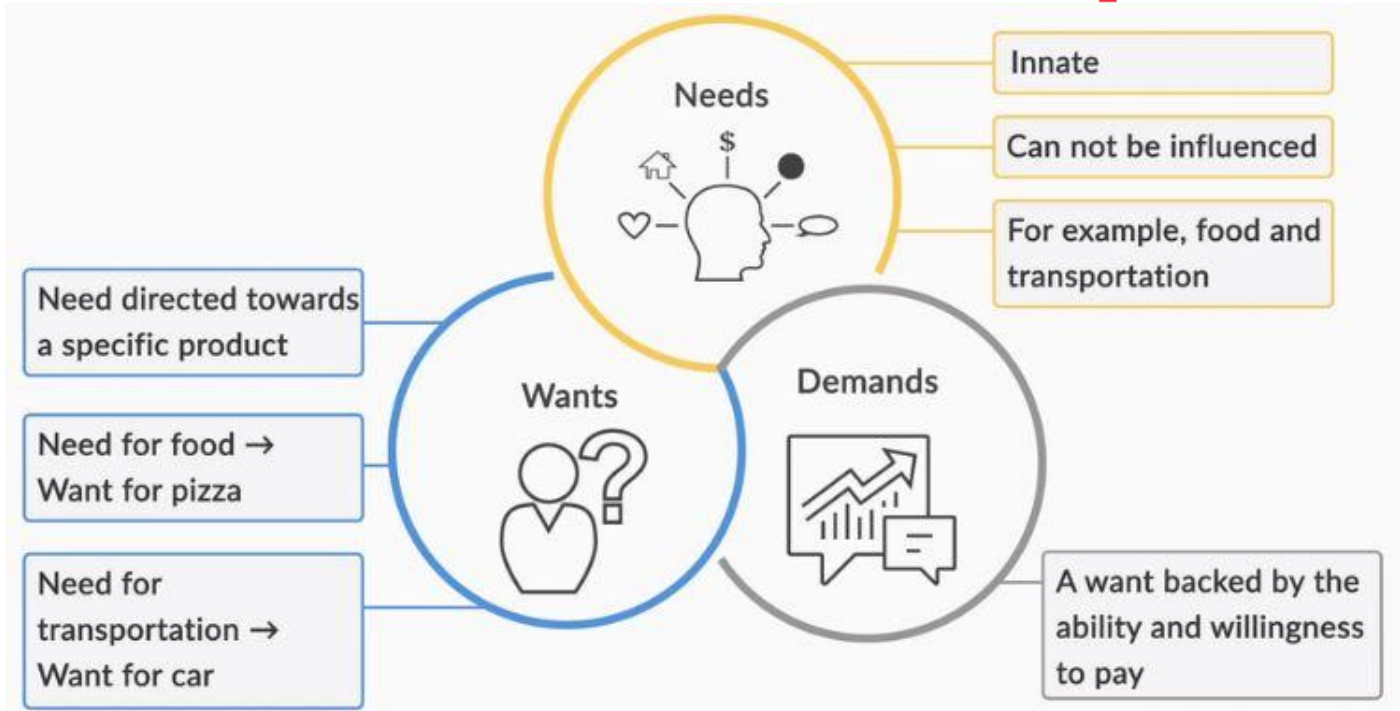 Needs
$
Innate
Can not be influenced
For example, food and
transportation
Wants
?
Need directed towards
a specific product
Need for food →
Want for pizza
Need for
transportation →
Want for car
Demands
A want backed by the
ability and willingness
to pay